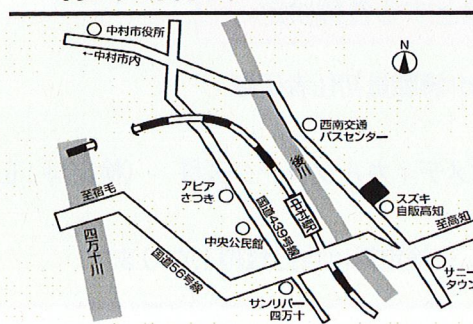 中村市役所
←中村市内
N
西南交通
バスセンター
後川
スズキ
自販高知
至高知
アピア
さつき
中村駅
国道439号線
中央公民館
至宿毛
四万十川
国道56号線
サンリバー
四万十
サニー
タウン